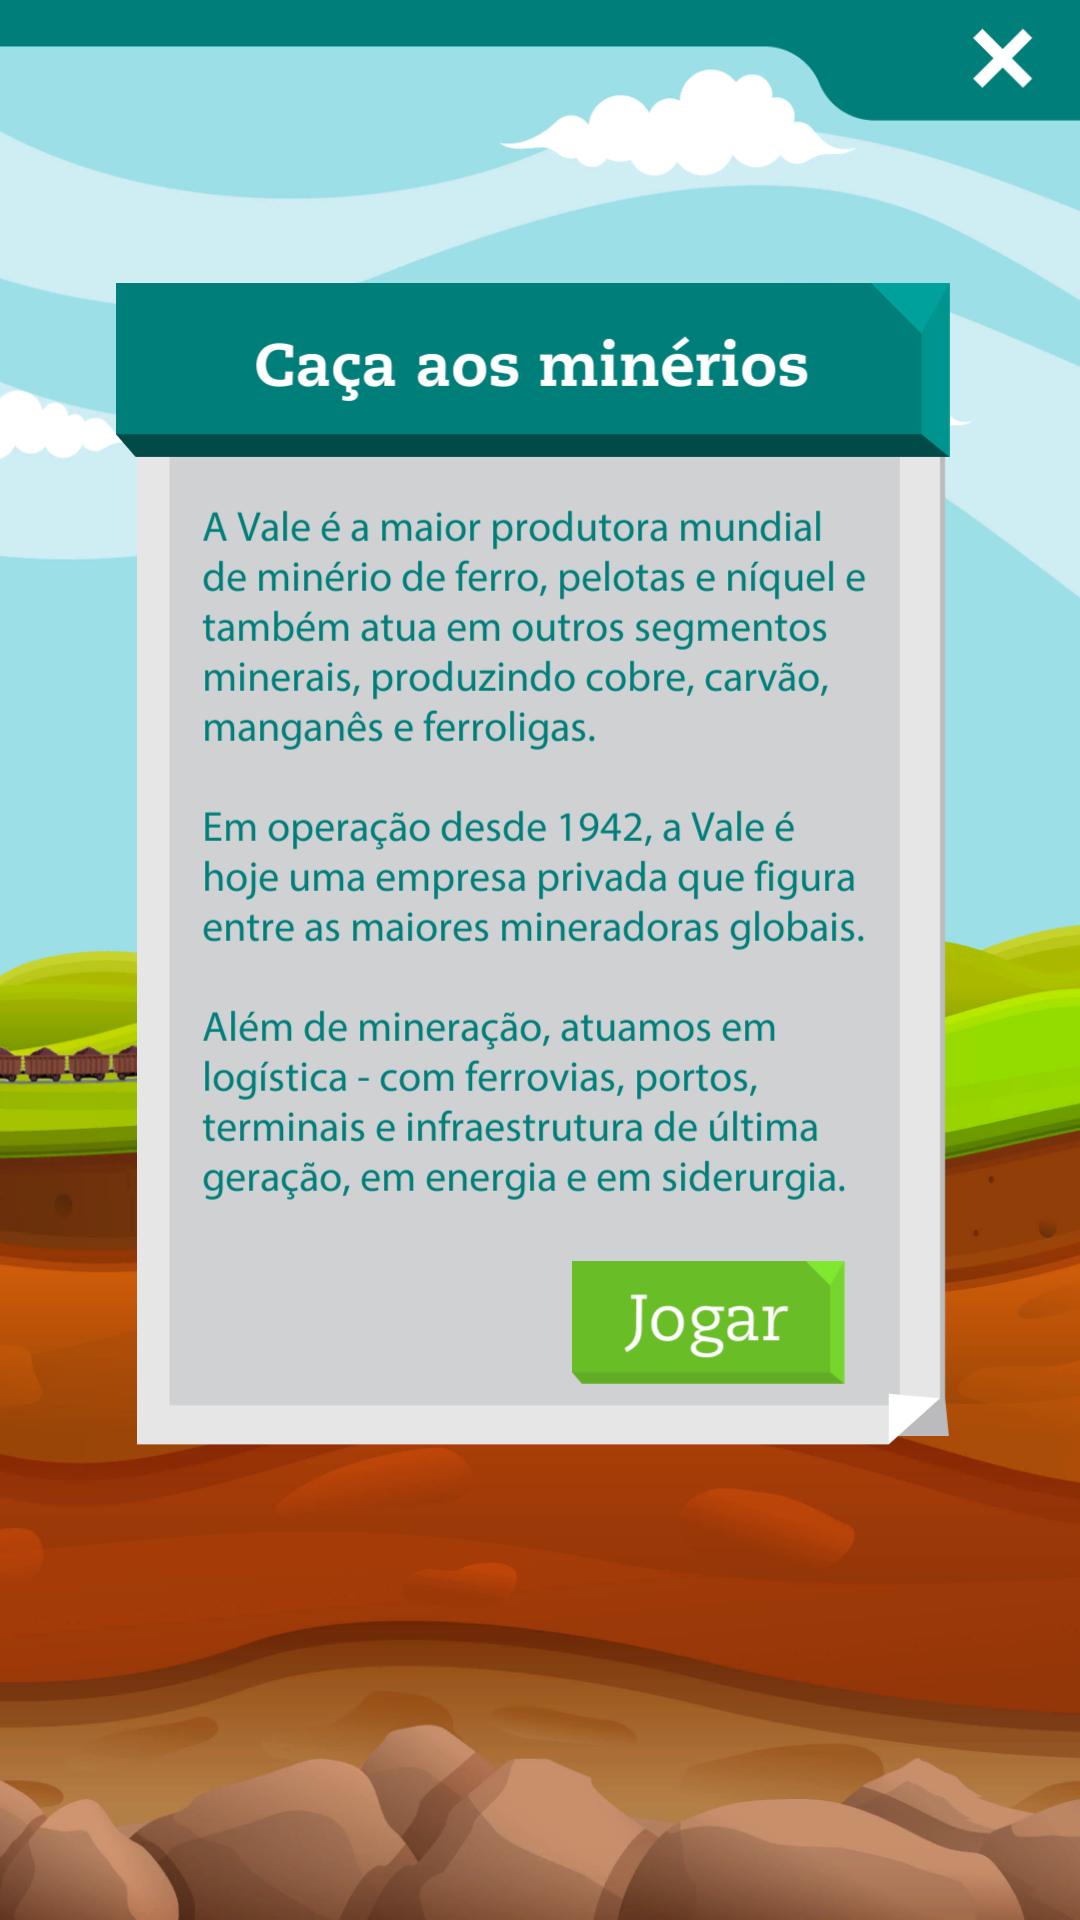 Caça aos minérios
A Vale é a maior produtora mundial
de minério de ferro, pelotas e níquel e
também atua em outros segmentos
minerais, produzindo cobre, carvão,
manganês e ferroligas.
Em operação desde 1942, a Vale é
hoje uma empresa privada que figura
entre as maiores mineradoras globais.
Além de mineração, atuamos em
logística - com ferrovias, portos,
terminais e infraestrutura de última
geração, em energia e em siderurgia.
Jogar